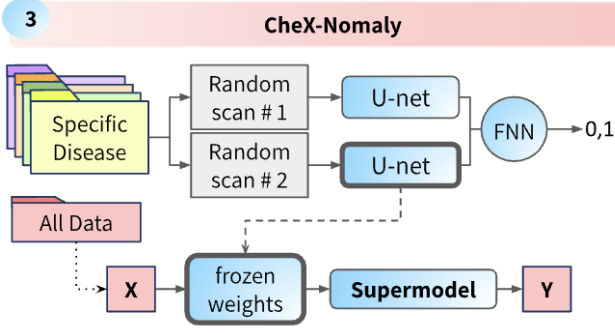 3
CheX-Nomaly
Specific
Disease
Random
scan # 1
U-net
Random
scan # 2
U-net
FNN
0,1
All Data
X
frozen
weights
Supermodel
Y